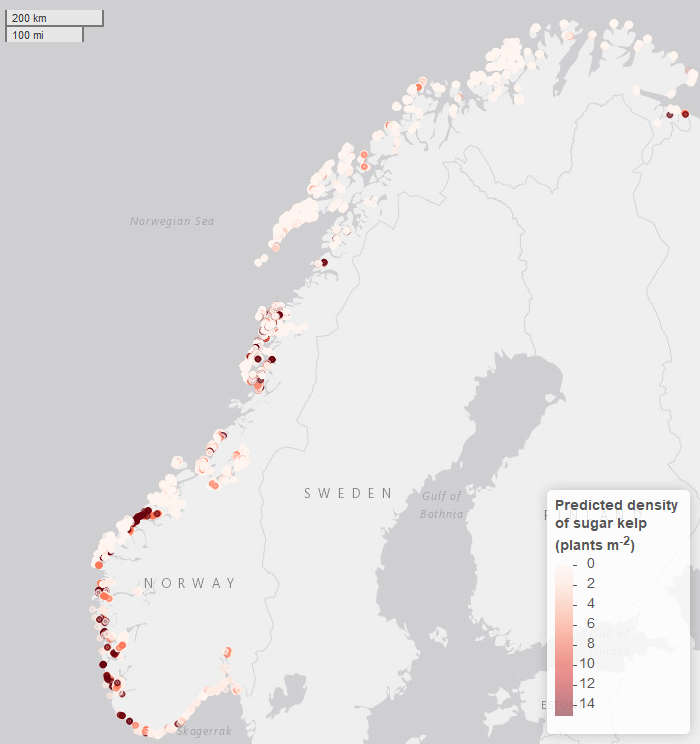 200 km
100 mi
Norwegian Sea
SWEDEN
Gulf of
Bothnia
NORWAY
Skagerrak
Predicted density
of sugar kelp
(plants m-2)
0
2
4
6
8
10
12
14